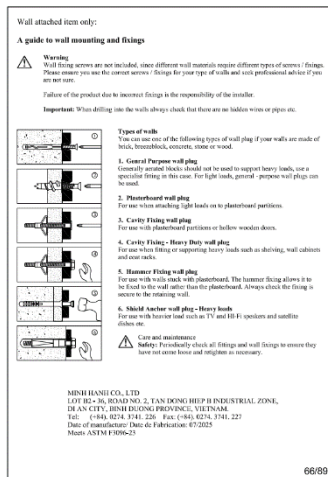 Wall attached item only:
A guide to wall mounting and fixings
Warning
Wall fixing screws are not included, since different wall materials require different types of screws / fixings.
Please ensure you use the correct screws / fixings for your type of walls and seek professional advice if you
are not sure.
Failure of the product due to incorrect fixings is the responsibility of the installer.
Important: When drilling into the walls always check that there are no hidden wires or pipes etc.
Types of walls
You can use one of the following types of wall plug if your walls are made of
brick, breezeblock, concrete, stone or wood.
1. Genral Purpose wall plug
Generally aerated blocks should not be used to support heavy loads, use a
specialist fitting in this case. For light loads, general - purpose wall plugs can
be used.
2. Plasterboard wall plug
For use when attaching light loads on to plasterboard partitions.
3. Cavity Fixing wall plug
For use with plasterboard partitions or hollow wooden doors.
4. Cavity Fixing - Heavy Duty wall plug
For use when fitting or supporting heavy loads such as shelving, wall cabinets
and coat racks.
5. Hammer Fixing wall plug
For use with walls stuck with plasterboard. The hammer fixing allows it to
be fixed to the wall rather than the plasterboard. Always check the fixing is
secure to the retaining wall.
6. Shield Anchor wall plug - Heavy loads
For use with heavier load such as TV and HI-Fi speakers and satellite
dishes etc.
Care and maintenance
Safety: Periodically check all fittings and wall fixings to ensure they
have not come loose and retighten as necessary.
1
2
3
4
5
6
MINH HANH CO., LTD
LOT B2 + 36, ROAD NO. 2, TAN DONG HIEP B INDUSTRIAL ZONE,
DI AN CITY, BINH DUONG PROVINCE, VIETNAM.
Tel: (+84). 0274. 3741. 226 Fax: (+84). 0274. 3741. 227
Date of manufacture/ Date de Fabrication: 07/2025
Meets ASTM F3096-23
66/89